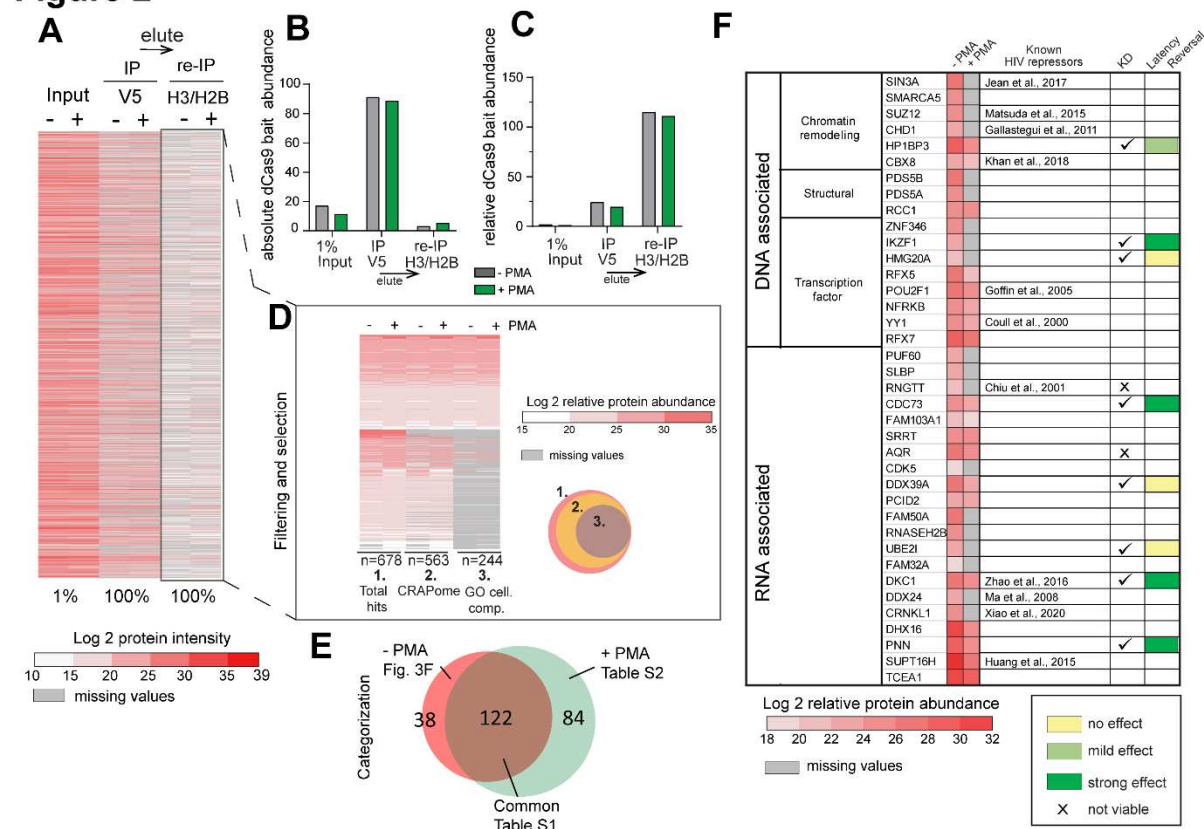 A
elute
IP
re-IP
Input
V5
H3/H2B
- + - + - +
1% 100% 100%
Log 2 protein intensity
10 15 20 25 30 35 39
missing values
B
absolute dCas9 bait abundance
100
80
60
40
20
0
1% Input
IP V5
re-IP H3/H2B
elute
C
relative dCas9 bait abundance
150
100
50
25
0
1% Input
IP V5
re-IP H3/H2B
elute
- PMA
+ PMA
D
Filtering and selection
- + - + - + PMA
n=678 n=563 n=244
1. 2. 3.
Total hits
CRAPome
GO cell. comp.
Log 2 relative protein abundance
15 20 25 30 35
missing values
1.
2.
3.
E
Categorization
- PMA
Fig. 3F
+ PMA
Table S2
38 122 84
Common
Table S1
F
- PMA
+ PMA
Known
HIV repressors
KD
Latency
Reversal
DNA associated
Chromatin
remodeling
SIN3A Jean et al., 2017
SMARCA5
SUZ12 Matsuda et al., 2015
CHD1 Gallastegui et al., 2011
HP1BP3 ✓
CBX8 Khan et al., 2018
Structural
PDS5B
PDS5A
RCC1
Transcription
factor
ZNF346
IKZF1 ✓
HMG20A ✓
RFX5
POU2F1 Goffin et al., 2005
NFRKB
YY1 Coull et al., 2000
RFX7
RNA associated
PUF60
SLBP
RNGTT Chiu et al., 2001 X
CDC73 ✓
FAM103A1
SRRT
AQR X
CDK5
DDX39A ✓
PCID2
FAM50A
RNASEH2B
UBE2I ✓
FAM32A
DKC1 Zhao et al., 2016 ✓
DDX24 Ma et al., 2008
CRNKL1 Xiao et al., 2020
DHX16
PNN ✓
SUPT16H Huang et al., 2015
TCEA1
Log 2 relative protein abundance
18 20 22 24 26 28 30 32
missing values
no effect
mild effect
strong effect
X not viable